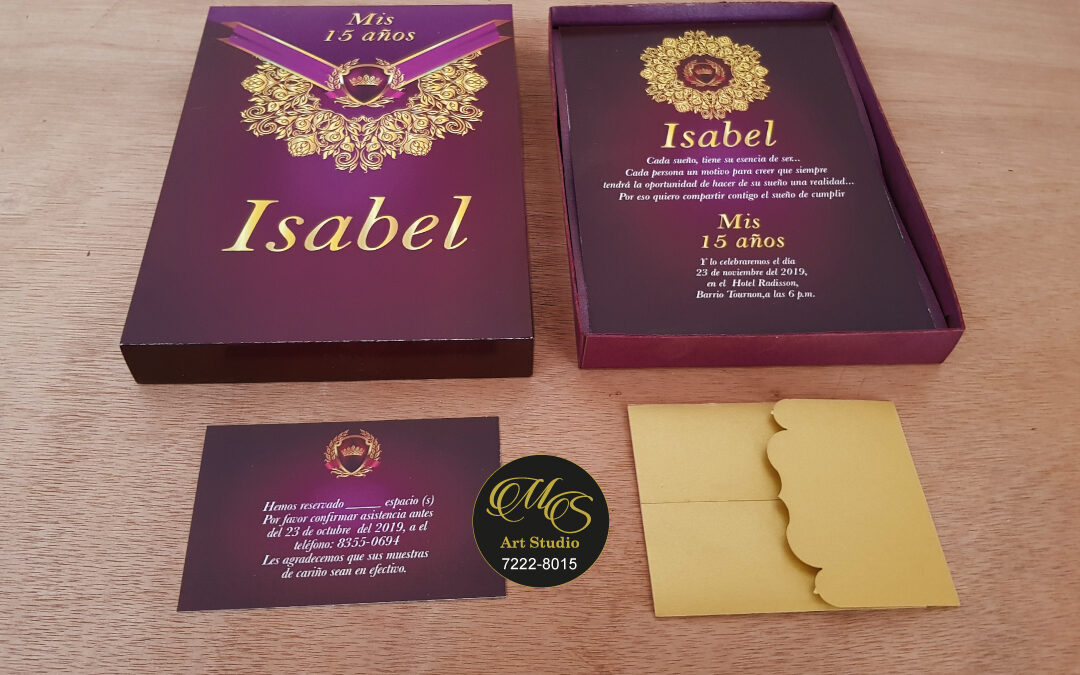 Mis
15 años
Isabel
Isabel
Cada sueño, tiene su esencia de ser...
Cada persona un motivo para creer que siempre
tendrá la oportunidad de hacer de su sueño una realidad...
Por eso quiero compartir contigo el sueño de cumplir
Mis
15 años
Y lo celebraremos el día
23 de noviembre del 2019,
en el Hotel Radisson,
Barrio Tournon,a las 6 p.m.
Hemos reservado ______ espacio (s)
Por favor confirmar asistencia antes
del 23 de octubre del 2019, a el
teléfono: 8355-0694
Les agradecemos que sus muestras
de cariño sean en efectivo.
MS
Art Studio
7222-8015